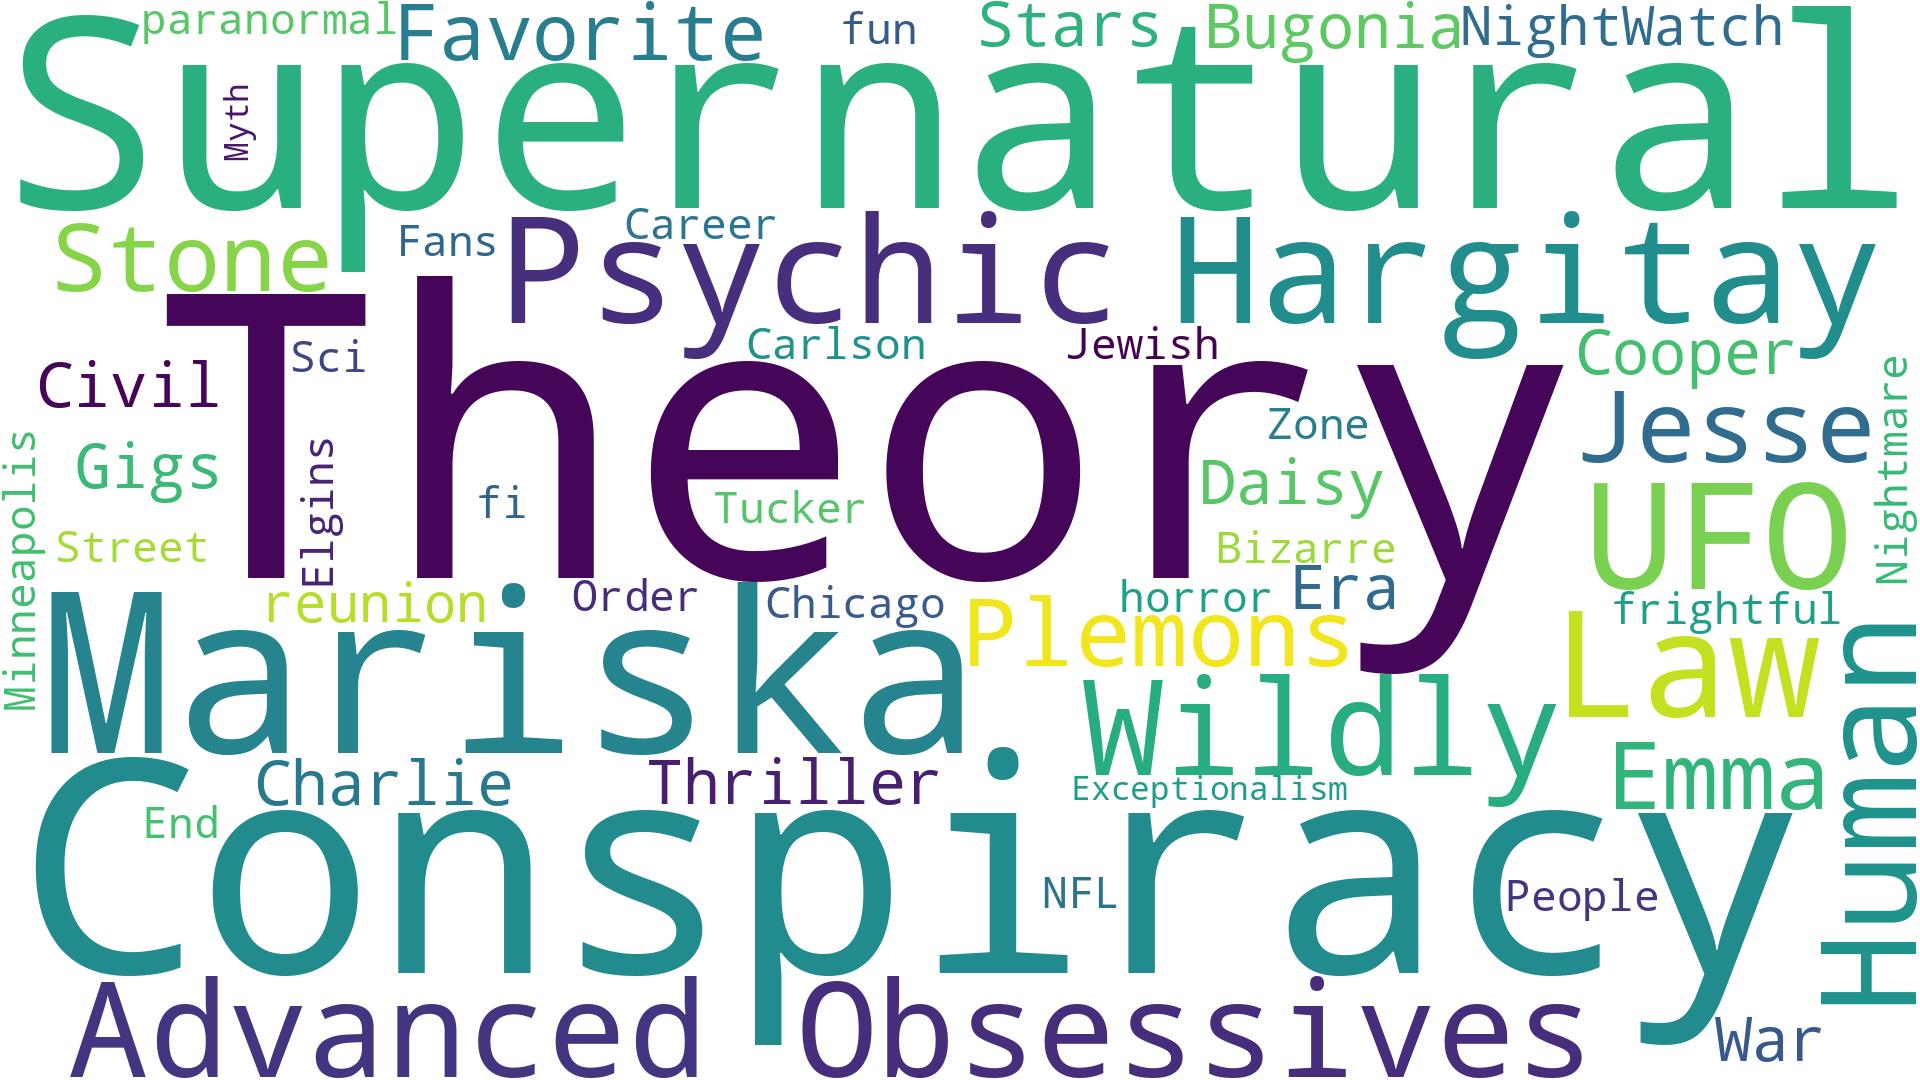 paranormal
Favorite
fun
Stars
Bugonia
NightWatch
Supernatural
Myth
Stone
Fans
Career
Psychic
Hargitay
Theory
Sci
Carlson
Jewish
Cooper
Civil
Jesse
Zone
Nightmare
Gigs
Elgins
fi
Tucker
Daisy
UFO
Minneapolis
Street
Bizarre
reunion
Order
Chicago
horror
Era
frightful
Mariska
Plemons
Law
Wildly
Human
Charlie
Thriller
Exceptionalism
Emma
End
Conspiracy
NFL
People
Advanced
Obsessives
War